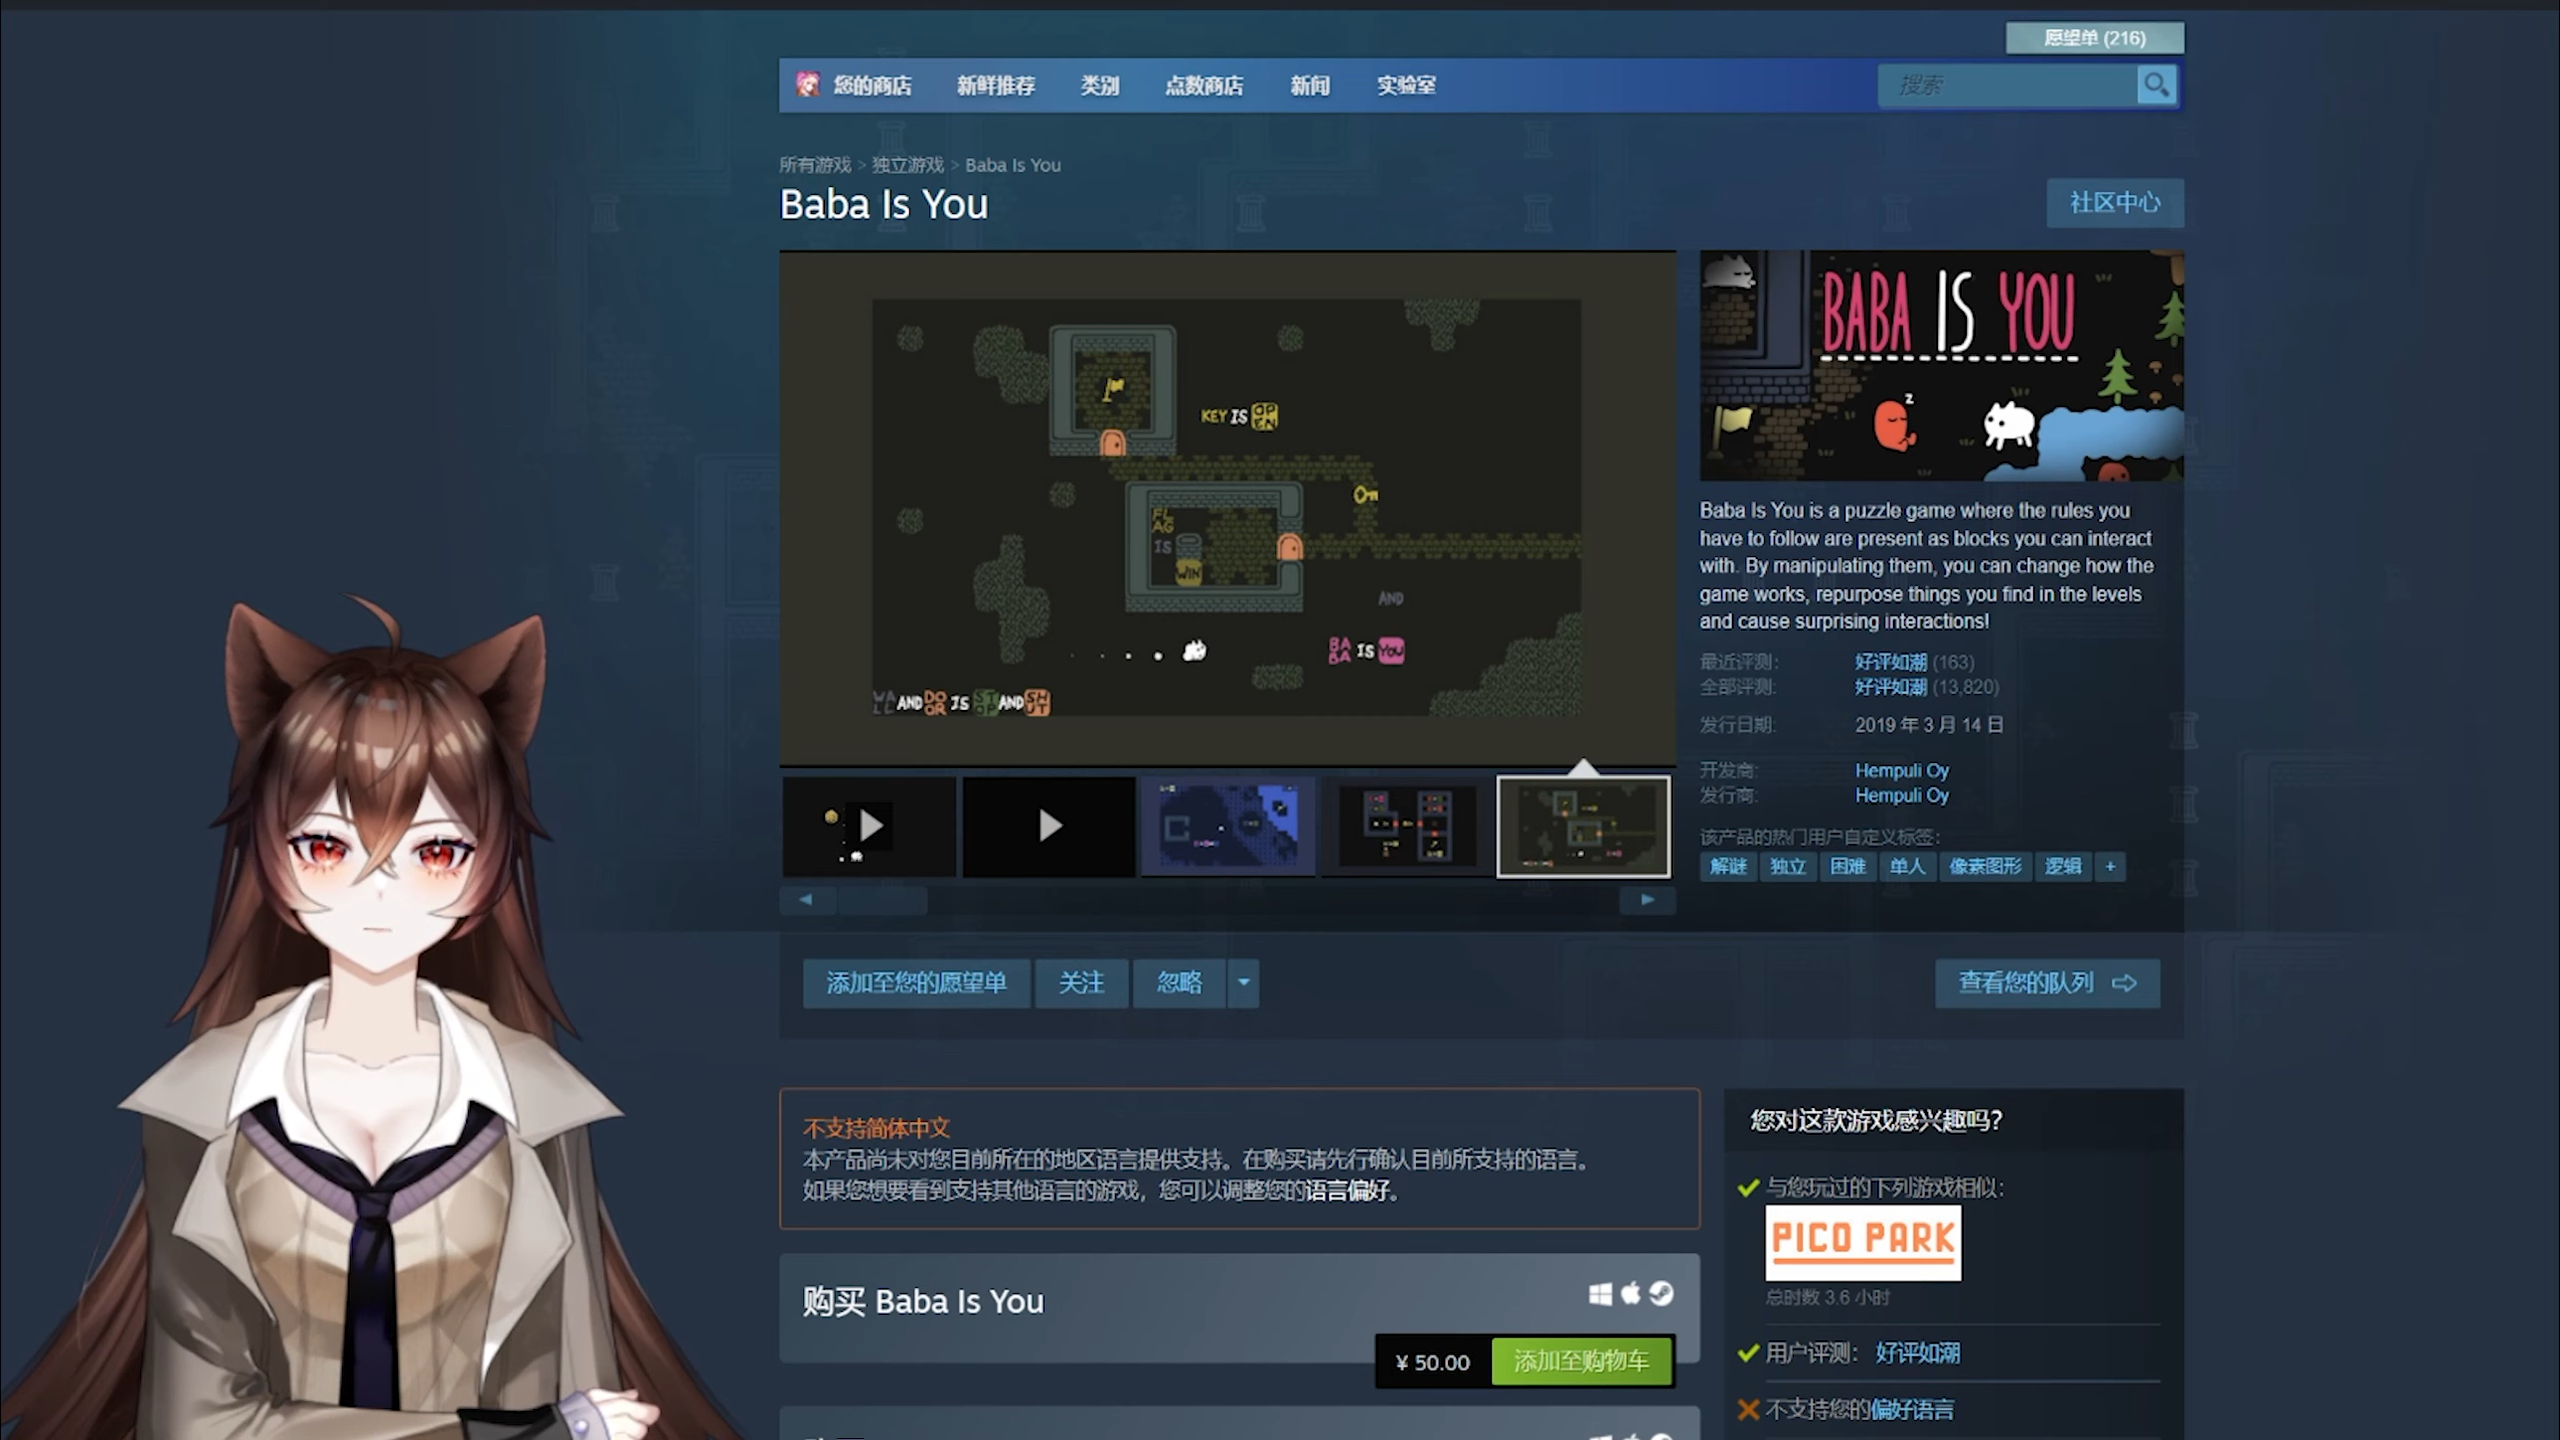 愿望单 (216)
您的商店 新鲜推荐 类别 点数商店 新闻 实验室 搜索
所有游戏 > 独立游戏 > Baba Is You
Baba Is You
社区中心
KEY IS OPEN
FLAG
IS
WIN
AND
BABA IS YOU
WALL AND DOOR IS STOP AND SHUT
BABA IS YOU
z
Baba Is You is a puzzle game where the rules you
have to follow are present as blocks you can interact
with. By manipulating them, you can change how the
game works, repurpose things you find in the levels
and cause surprising interactions!
最近评测: 好评如潮 (163)
全部评测: 好评如潮 (13,820)
发行日期: 2019 年 3 月 14 日
开发商: Hempuli Oy
发行商: Hempuli Oy
该产品的热门用户自定义标签:
解谜 独立 困难 单人 像素图形 逻辑 +
添加至您的愿望单 关注 忽略 查看您的队列
不支持简体中文
本产品尚未对您目前所在的地区语言提供支持。在购买请先行确认目前所支持的语言。
如果您想要看到支持其他语言的游戏，您可以调整您的语言偏好。
购买 Baba Is You
¥ 50.00 添加至购物车
您对这款游戏感兴趣吗?
与您玩过的下列游戏相似:
PICO PARK
总时数 3.6 小时
用户评测: 好评如潮
不支持您的偏好语言